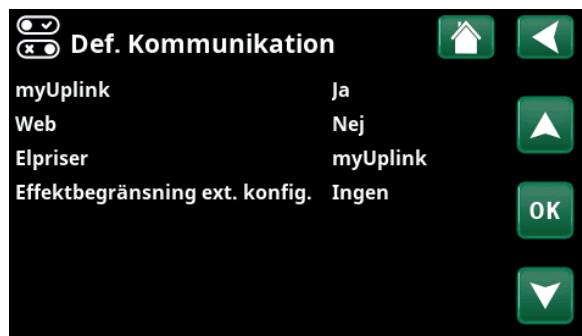 Def. Kommunikation
myUplink Ja
Web Nej
Elpriser myUplink
Effektbegränsning ext. konfig. Ingen
OK